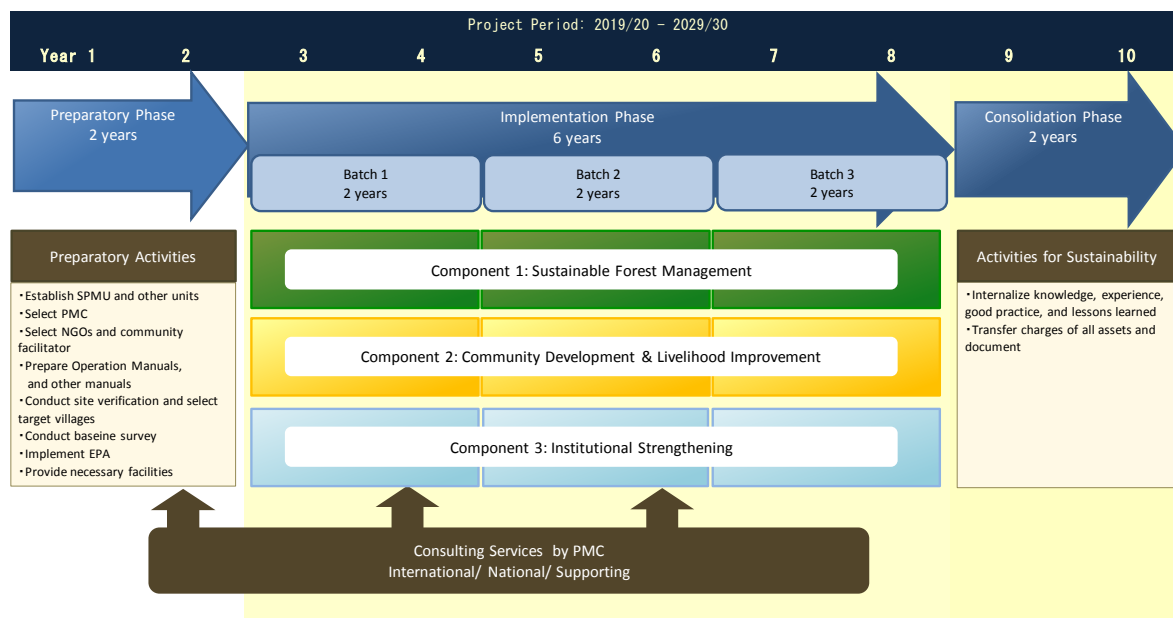 Project Period: 2019/20 - 2029/30
Year 1 2 3 4 5 6 7 8 9 10
Preparatory Phase
2 years
Implementation Phase
6 years
Consolidation Phase
2 years
Batch 1
2 years
Batch 2
2 years
Batch 3
2 years
Preparatory Activities
・Establish SPMU and other units
・Select PMC
・Select NGOs and community
facilitator
・Prepare Operation Manuals,
and other manuals
・Conduct site verification and select
target villages
・Conduct baseine survey
・Implement EPA
・Provide necessary facilities
Component 1: Sustainable Forest Management
Component 2: Community Development & Livelihood Improvement
Component 3: Institutional Strengthening
Activities for Sustainability
・Internalize knowledge, experience,
good practice, and lessons learned
・Transfer charges of all assets and
document
Consulting Services by PMC
International/ National/ Supporting